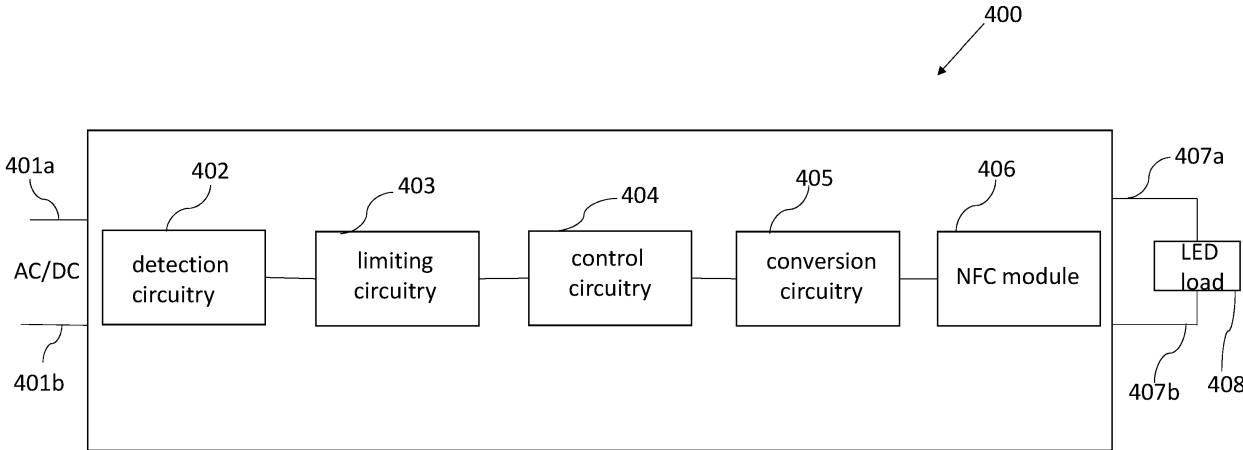 400
401a
402
403
404
405
406
407a
AC/DC
detection
circuitry
limiting
circuitry
control
circuitry
conversion
circuitry
NFC module
LED
load
401b
407b
408